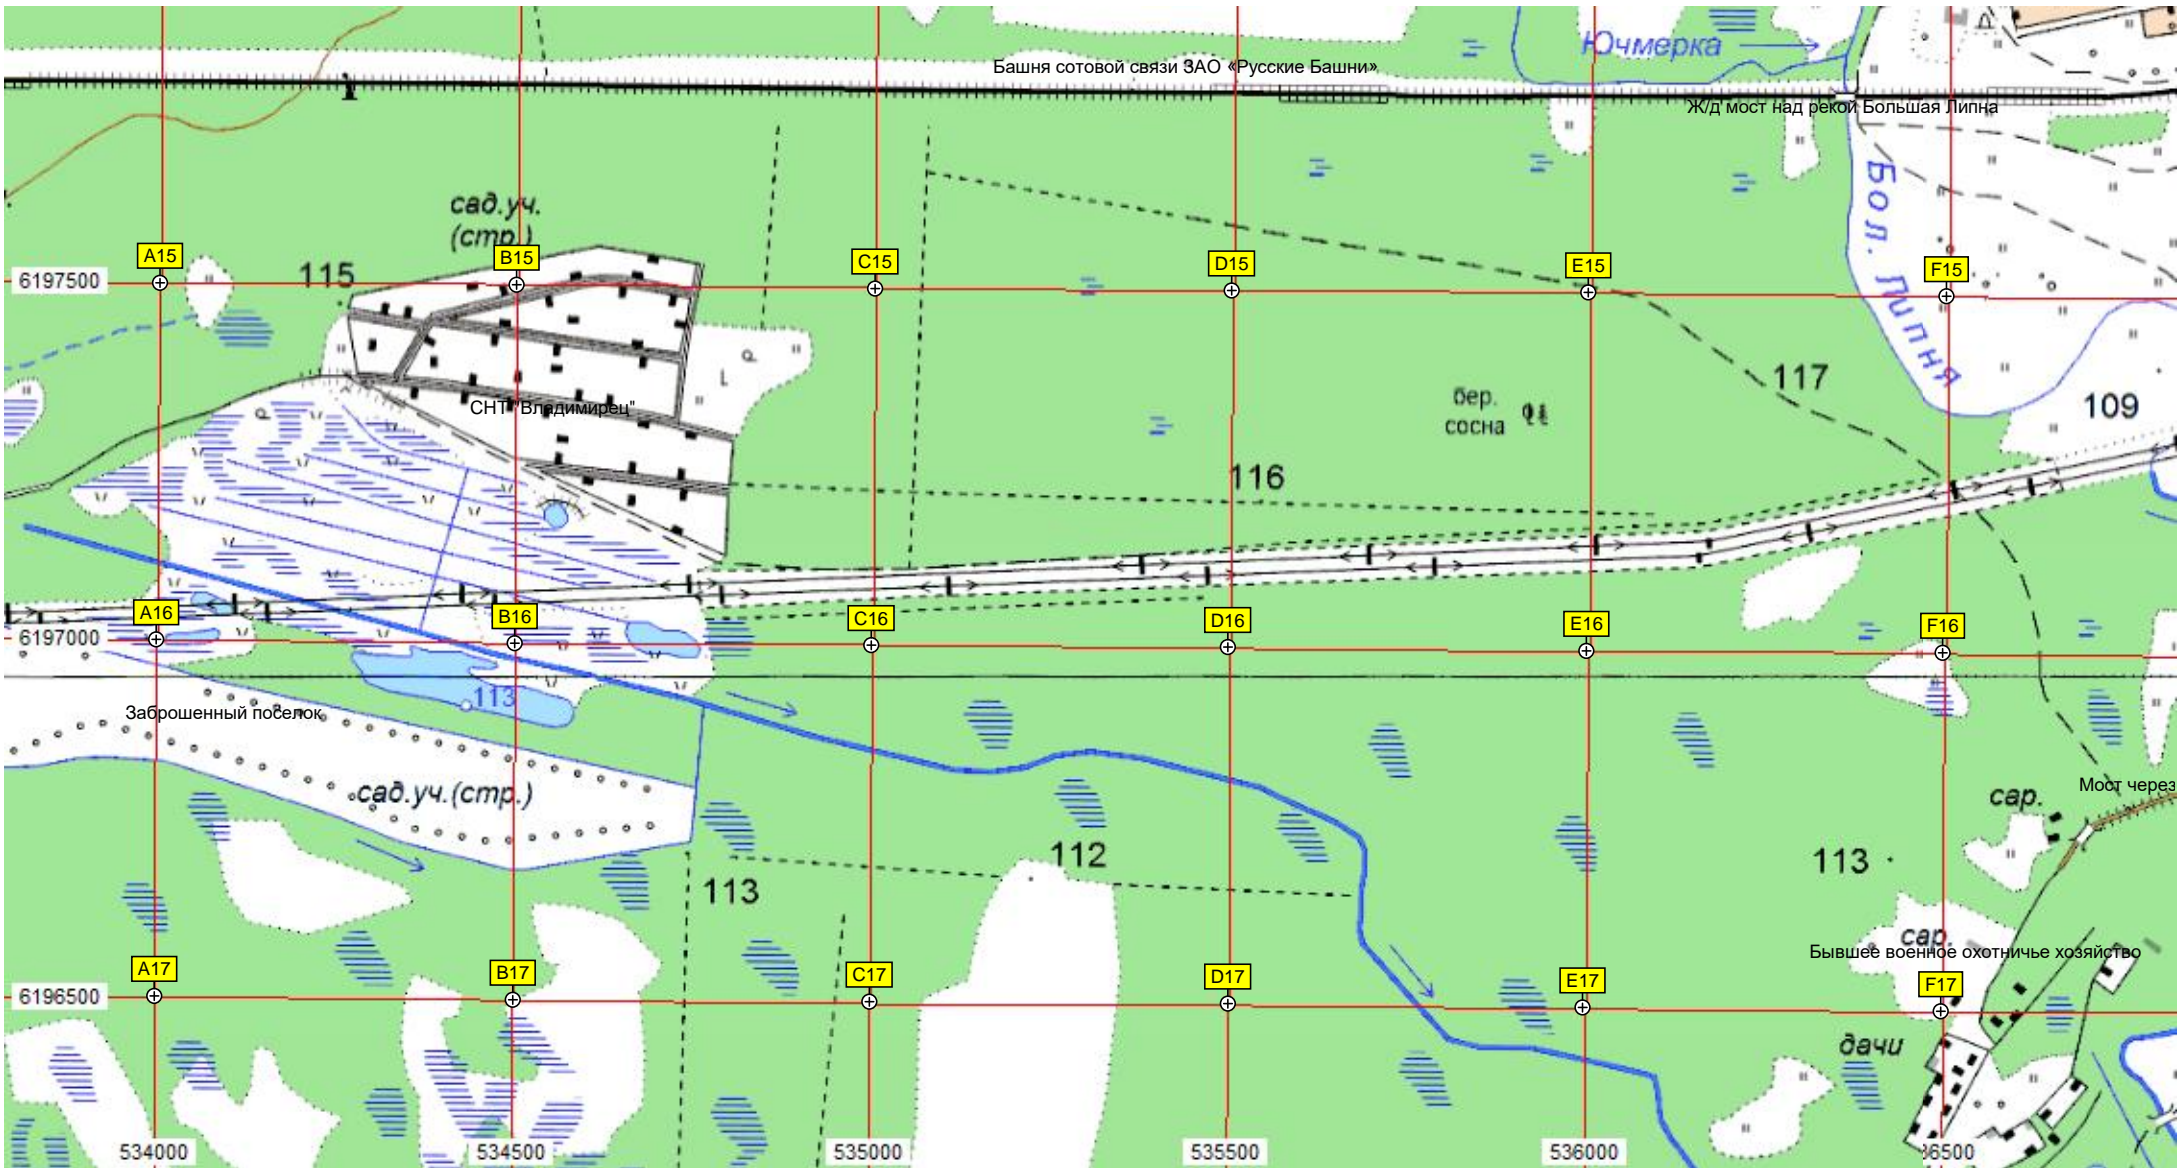 Ючмерка
Башня сотовой связи ЗАО «Русские Башни»
Ж/д мост над рекой Большая Липна
Бол. Липня
сад.уч.
(стр.)
A15
B15
C15
D15
E15
F15
6197500
115
117
109
СНТ "Владимирец"
бер.
сосна
116
A16
B16
C16
D16
E16
F16
6197000
113
Заброшенный поселок
сад.уч.(стр.)
Мост через
сар.
112
113
113
сар.
Бывшее военное охотничье хозяйство
A17
B17
C17
D17
E17
F17
6196500
дачи
534000
534500
535000
535500
536000
36500